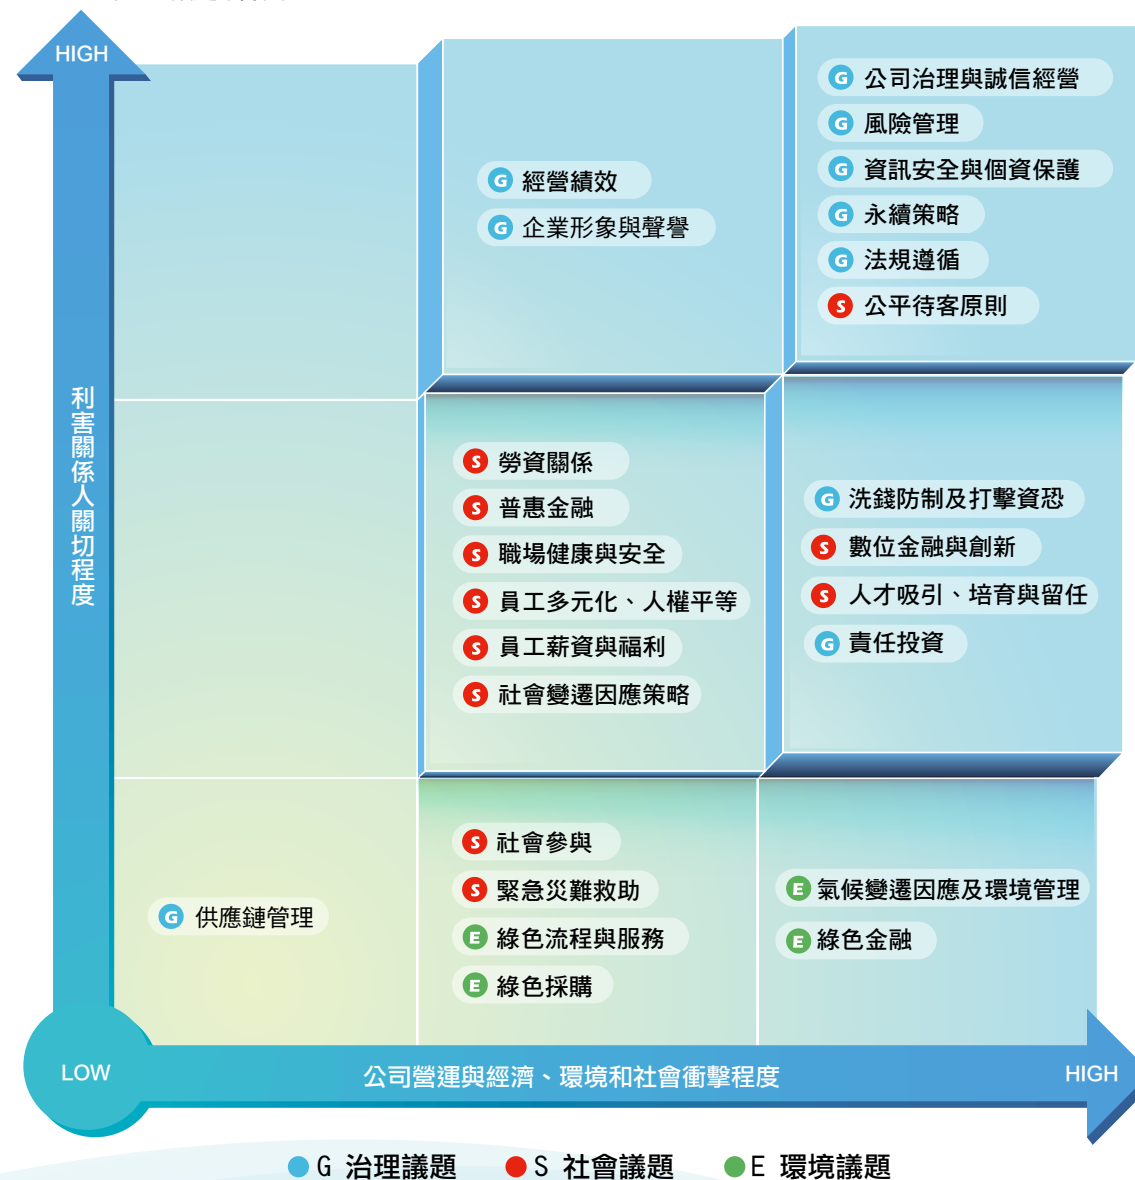 HIGH
G 公司治理與誠信經營
G 風險管理
G 資訊安全與個資保護
G 永續策略
G 法規遵循
S 公平待客原則
G 經營績效
G 企業形象與聲譽
利害關係人關切程度
S 勞資關係
S 普惠金融
S 職場健康與安全
S 員工多元化、人權平等
S 員工薪資與福利
S 社會變遷因應策略
G 洗錢防制及打擊資恐
S 數位金融與創新
S 人才吸引、培育與留任
G 責任投資
G 供應鏈管理
S 社會參與
S 緊急災難救助
E 綠色流程與服務
E 綠色採購
E 氣候變遷因應及環境管理
E 綠色金融
LOW
公司營運與經濟、環境和社會衝擊程度
HIGH
G 治理議題 S 社會議題 E 環境議題